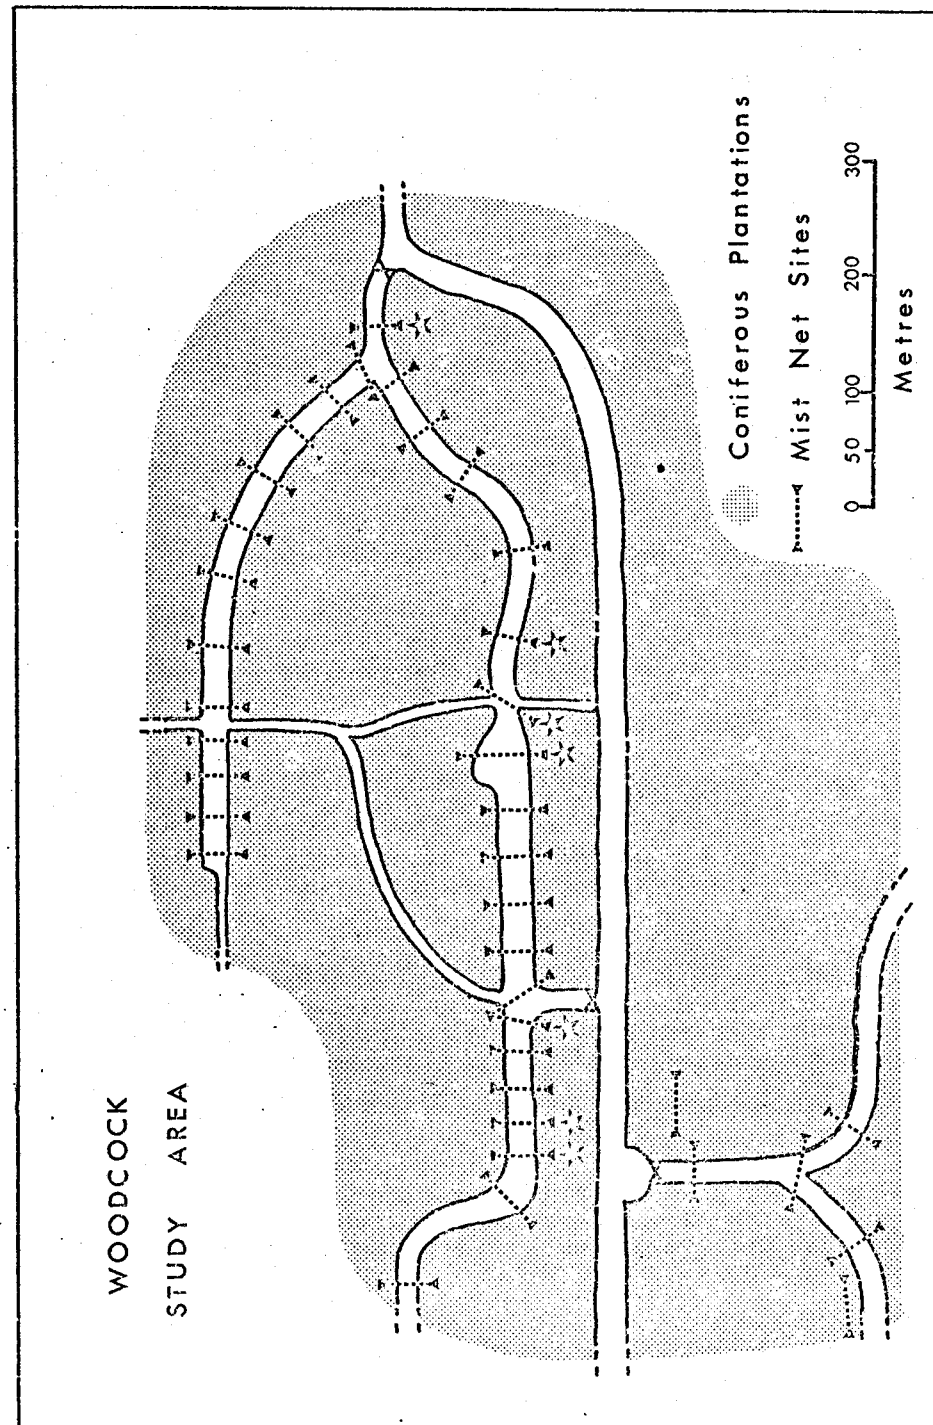 WOODCOCK
STUDY AREA
Coniferous Plantations
Mist Net Sites
0 50 100 200 300
Metres